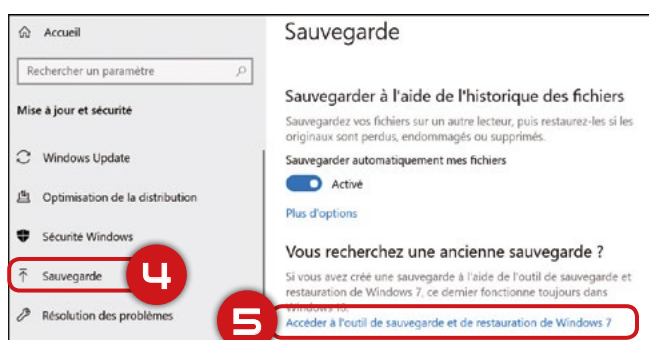 Accueil
Rechercher un paramètre
Mise à jour et sécurité
Windows Update
Optimisation de la distribution
Sécurité Windows
Sauvegarde
4
Résolution des problèmes
Sauvegarde
Sauvegarder à l'aide de l'historique des fichiers
Sauvegardez vos fichiers sur un autre lecteur, puis restaurez-les si les
originaux sont perdus, endommagés ou supprimés.
Sauvegarder automatiquement mes fichiers
Activé
Plus d'options
Vous recherchez une ancienne sauvegarde ?
Si vous avez créé une sauvegarde à l'aide de l'outil de sauvegarde et
restauration de Windows 7, ce dernier fonctionne toujours dans
Windows 10.
5
Accéder à l'outil de sauvegarde et de restauration de Windows 7